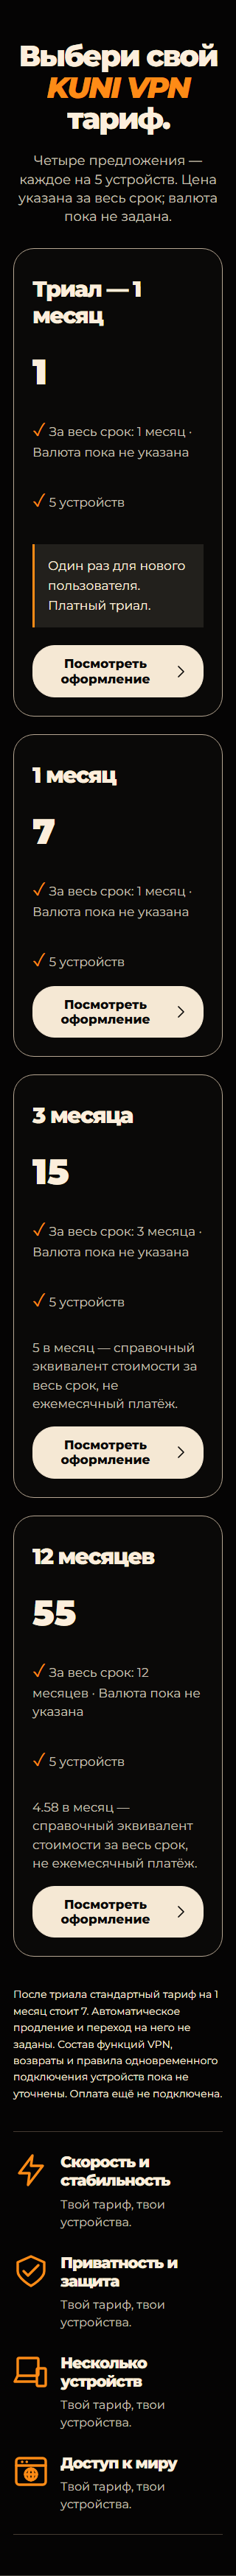 Выбери свой
KUNI VPN
тариф.
Четыре предложения —
каждое на 5 устройств. Цена
указана за весь срок; валюта
пока не задана.
Триал — 1
месяц
1
✓ За весь срок: 1 месяц ·
Валюта пока не указана
✓ 5 устройств
Один раз для нового
пользователя.
Платный триал.
Посмотреть
оформление
1 месяц
7
✓ За весь срок: 1 месяц ·
Валюта пока не указана
✓ 5 устройств
Посмотреть
оформление
3 месяца
15
✓ За весь срок: 3 месяца ·
Валюта пока не указана
✓ 5 устройств
5 в месяц — справочный
эквивалент стоимости за
весь срок, не
ежемесячный платёж.
Посмотреть
оформление
12 месяцев
55
✓ За весь срок: 12
месяцев · Валюта пока не
указана
✓ 5 устройств
4.58 в месяц —
справочный эквивалент
стоимости за весь срок,
не ежемесячный платёж.
Посмотреть
оформление
После триала стандартный тариф на 1
месяц стоит 7. Автоматическое
продление и переход на него не
заданы. Состав функций VPN,
возвраты и правила одновременного
подключения устройств пока не
уточнены. Оплата ещё не подключена.
Скорость и
стабильность
Твой тариф, твои
устройства.
Приватность и
защита
Твой тариф, твои
устройства.
Несколько
устройств
Твой тариф, твои
устройства.
Доступ к миру
Твой тариф, твои
устройства.